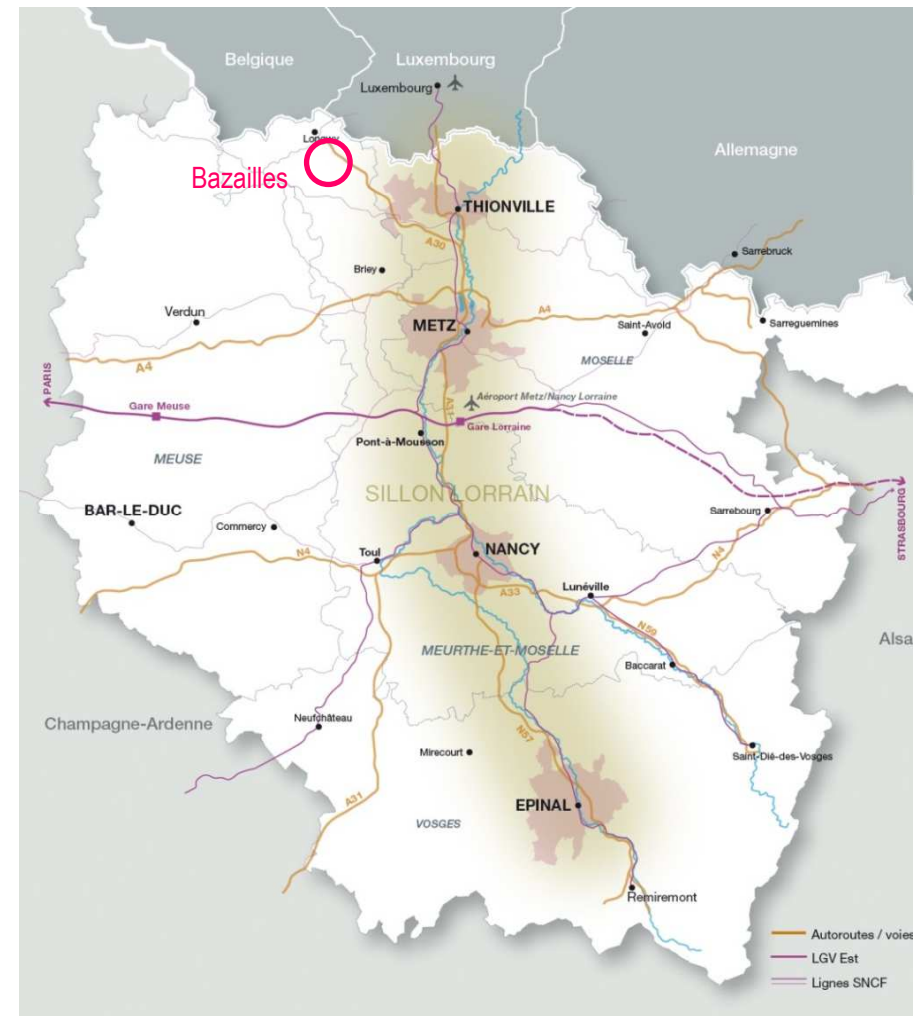 Belgique
Luxembourg
Luxembourg
Longwy
Bazailles
Allemagne
THIONVILLE
A30
Briey
Sarrebruck
Verdun
METZ
A4
Saint-Avold
Sarreguemines
MOSELLE
A4
PARIS
Aéroport Metz/Nancy Lorraine
Gare Meuse
A31
Gare Lorraine
Pont-à-Mousson
MEUSE
SILLON LORRAIN
BAR-LE-DUC
Commercy
Sarrebourg
STRASBOURG
N4
Toul
NANCY
N4
A33
Lunéville
N59
MEURTHE-ET-MOSELLE
Baccarat
Alsa
Champagne-Ardenne
Neufchâteau
N57
Mirecourt
Saint-Dié-des-Vosges
A31
EPINAL
VOSGES
Remiremont
Autoroutes / voies
LGV Est
Lignes SNCF